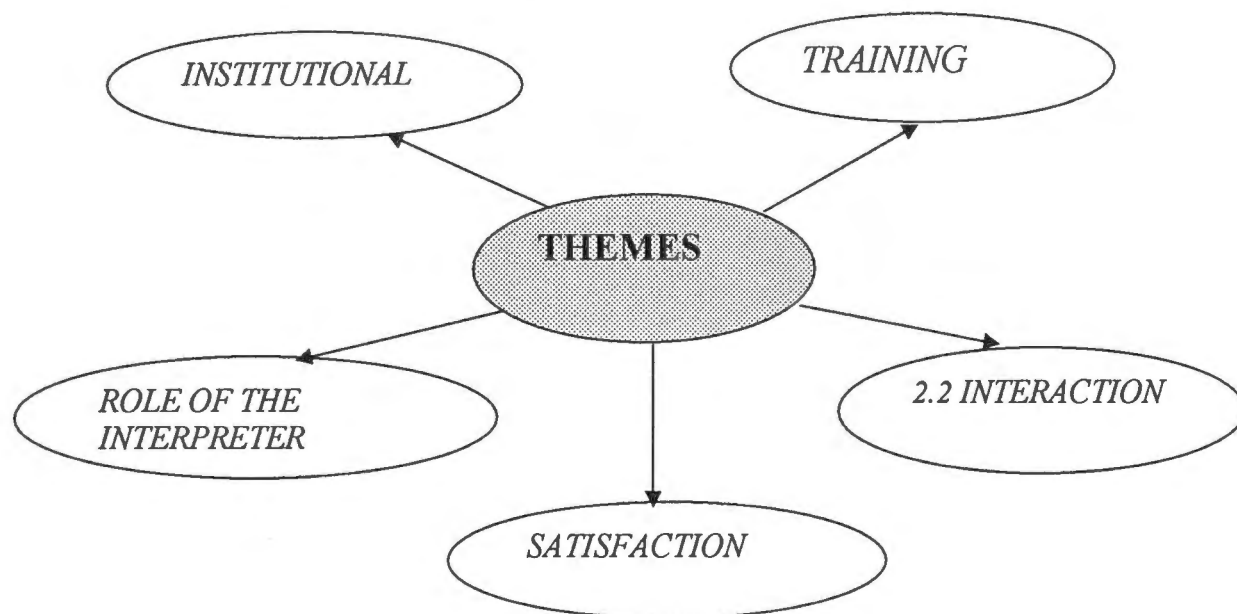 INSTITUTIONAL
TRAINING
THEMES
ROLE OF THE
INTERPRETER
2.2 INTERACTION
SATISFACTION